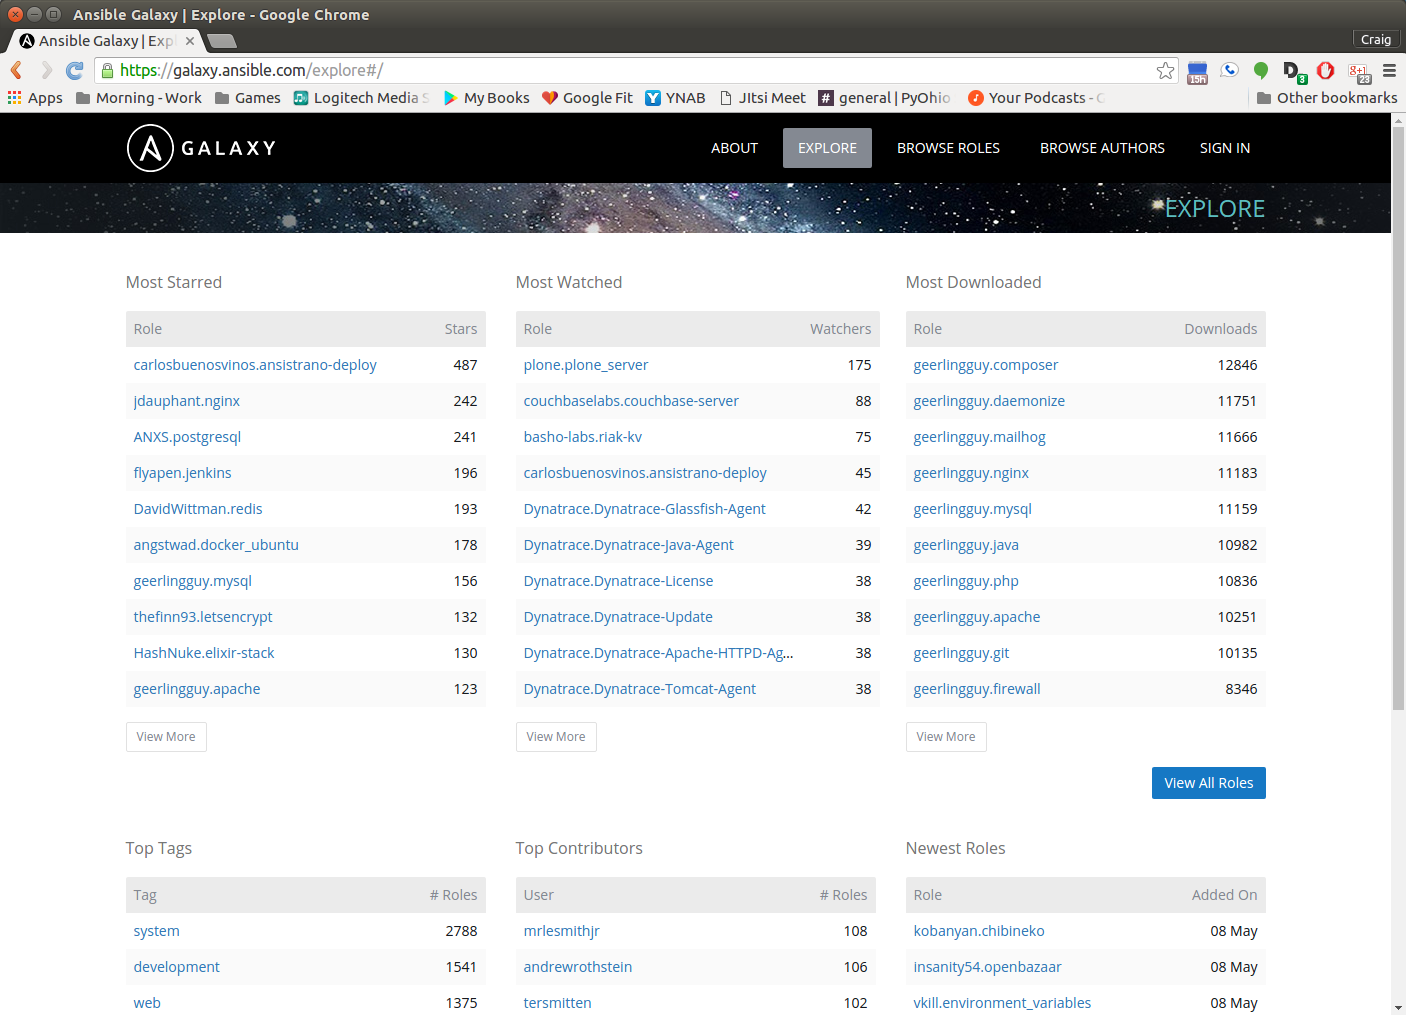 Ansible Galaxy | Explore - Google Chrome
Ansible Galaxy | Exp
Craig
https://galaxy.ansible.com/explore#/
15h
3
g+1
23
Apps
Morning - Work
Games
Logitech Media S
My Books
Google Fit
YNAB
JItsi Meet
general | PyOhio
Your Podcasts -
Other bookmarks
GALAXY
ABOUT
EXPLORE
BROWSE ROLES
BROWSE AUTHORS
SIGN IN
EXPLORE
Most Starred
Role Stars
carlosbuenosvinos.ansistrano-deploy 487
jdauphant.nginx 242
ANXS.postgresql 241
flyapen.jenkins 196
DavidWittman.redis 193
angstwad.docker_ubuntu 178
geerlingguy.mysql 156
thefinn93.letsencrypt 132
HashNuke.elixir-stack 130
geerlingguy.apache 123
View More
Most Watched
Role Watchers
plone.plone_server 175
couchbaselabs.couchbase-server 88
basho-labs.riak-kv 75
carlosbuenosvinos.ansistrano-deploy 45
Dynatrace.Dynatrace-Glassfish-Agent 42
Dynatrace.Dynatrace-Java-Agent 39
Dynatrace.Dynatrace-License 38
Dynatrace.Dynatrace-Update 38
Dynatrace.Dynatrace-Apache-HTTPD-Ag... 38
Dynatrace.Dynatrace-Tomcat-Agent 38
View More
Most Downloaded
Role Downloads
geerlingguy.composer 12846
geerlingguy.daemonize 11751
geerlingguy.mailhog 11666
geerlingguy.nginx 11183
geerlingguy.mysql 11159
geerlingguy.java 10982
geerlingguy.php 10836
geerlingguy.apache 10251
geerlingguy.git 10135
geerlingguy.firewall 8346
View More
View All Roles
Top Tags
Tag # Roles
system 2788
development 1541
web 1375
Top Contributors
User # Roles
mrlesmithjr 108
andrewrothstein 106
tersmitten 102
Newest Roles
Role Added On
kobanyan.chibineko 08 May
insanity54.openbazaar 08 May
vkill.environment_variables 08 May